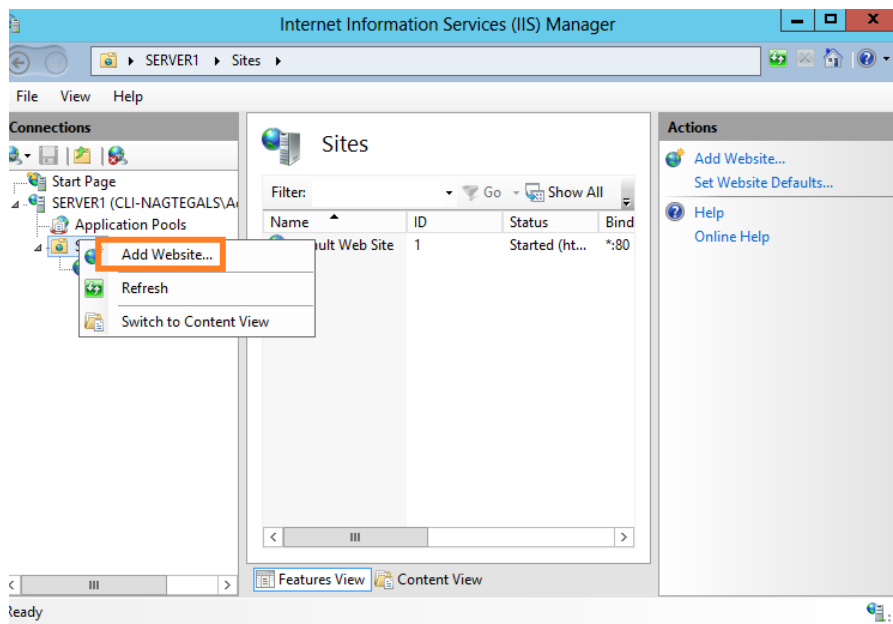 Internet Information Services (IIS) Manager
SERVER1 Sites
File View Help
Connections
Start Page
SERVER1 (CLI-NAGTEGALS\A
Application Pools
Add Website...
Refresh
Switch to Content View
Sites
Filter: Go Show All
Name ID Status Bind
ult Web Site 1 Started (ht... *:80
Features View Content View
Actions
Add Website...
Set Website Defaults...
Help
Online Help
Ready